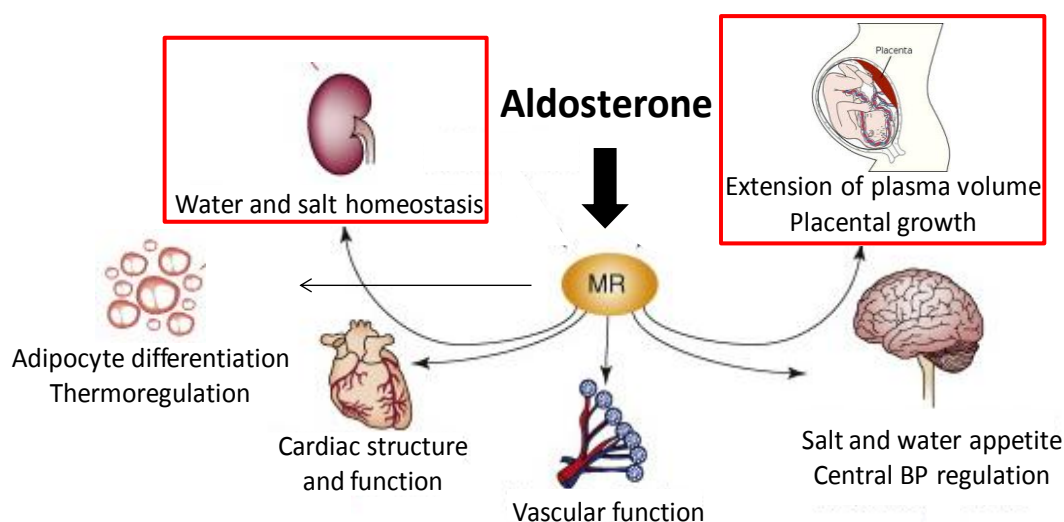 Placenta
Aldosterone
Water and salt homeostasis
Extension of plasma volume
Placental growth
MR
Adipocyte differentiation
Thermoregulation
Cardiac structure
and function
Vascular function
Salt and water appetite
Central BP regulation